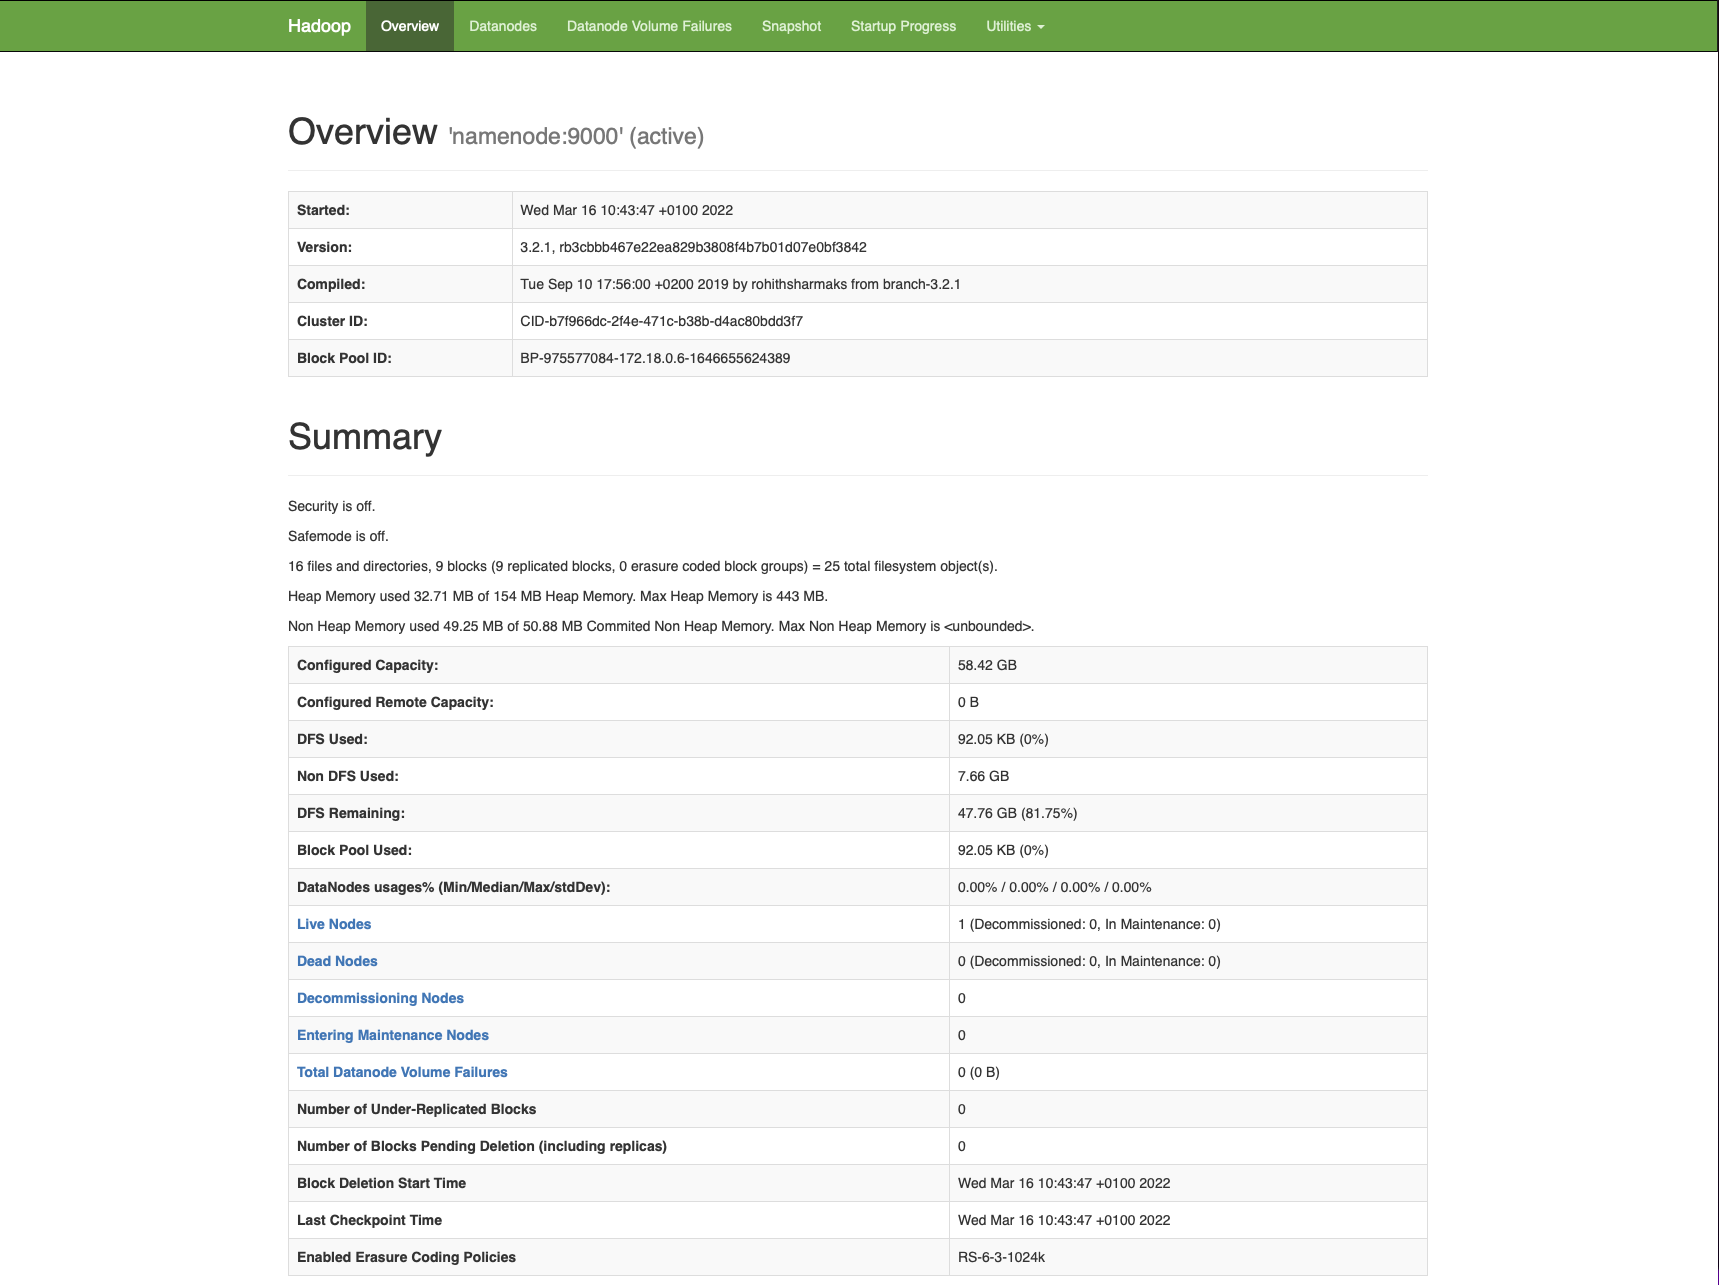 Hadoop Overview Datanodes Datanode Volume Failures Snapshot Startup Progress Utilities
Overview 'namenode:9000' (active)
Started: Wed Mar 16 10:43:47 +0100 2022
Version: 3.2.1, rb3cbbb467e22ea829b3808f4b7b01d07e0bf3842
Compiled: Tue Sep 10 17:56:00 +0200 2019 by rohithsharmaks from branch-3.2.1
Cluster ID: CID-b7f966dc-2f4e-471c-b38b-d4ac80bdd3f7
Block Pool ID: BP-975577084-172.18.0.6-1646655624389
Summary
Security is off.
Safemode is off.
16 files and directories, 9 blocks (9 replicated blocks, 0 erasure coded block groups) = 25 total filesystem object(s).
Heap Memory used 32.71 MB of 154 MB Heap Memory. Max Heap Memory is 443 MB.
Non Heap Memory used 49.25 MB of 50.88 MB Commited Non Heap Memory. Max Non Heap Memory is <unbounded>.
Configured Capacity: 58.42 GB
Configured Remote Capacity: 0 B
DFS Used: 92.05 KB (0%)
Non DFS Used: 7.66 GB
DFS Remaining: 47.76 GB (81.75%)
Block Pool Used: 92.05 KB (0%)
DataNodes usages% (Min/Median/Max/stdDev): 0.00% / 0.00% / 0.00% / 0.00%
Live Nodes 1 (Decommissioned: 0, In Maintenance: 0)
Dead Nodes 0 (Decommissioned: 0, In Maintenance: 0)
Decommissioning Nodes 0
Entering Maintenance Nodes 0
Total Datanode Volume Failures 0 (0 B)
Number of Under-Replicated Blocks 0
Number of Blocks Pending Deletion (including replicas) 0
Block Deletion Start Time Wed Mar 16 10:43:47 +0100 2022
Last Checkpoint Time Wed Mar 16 10:43:47 +0100 2022
Enabled Erasure Coding Policies RS-6-3-1024k